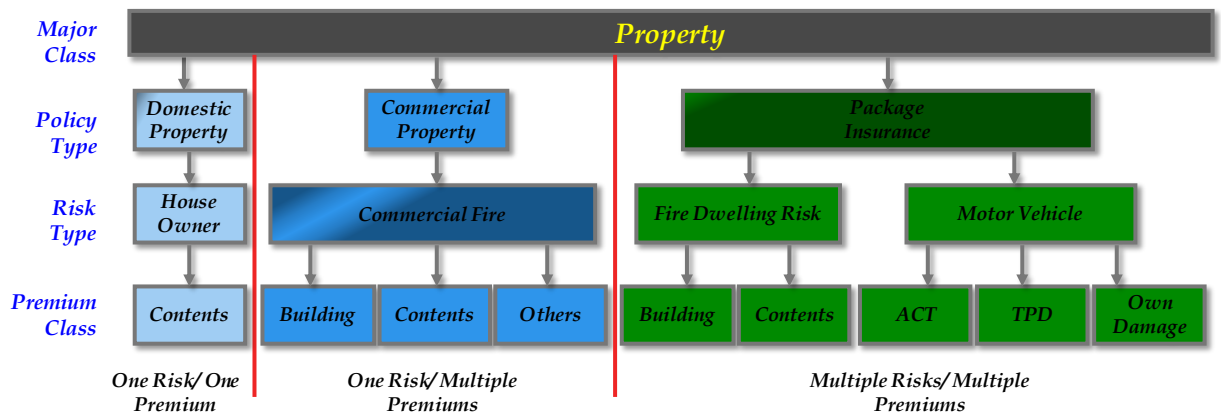 Major
Class
Property
Policy
Type
Domestic
Property
Commercial
Property
Package
Insurance
Risk
Type
House
Owner
Commercial Fire
Fire Dwelling Risk
Motor Vehicle
Premium
Class
Contents
Building
Contents
Others
Building
Contents
ACT
TPD
Own
Damage
One Risk/ One
Premium
One Risk/ Multiple
Premiums
Multiple Risks/ Multiple
Premiums